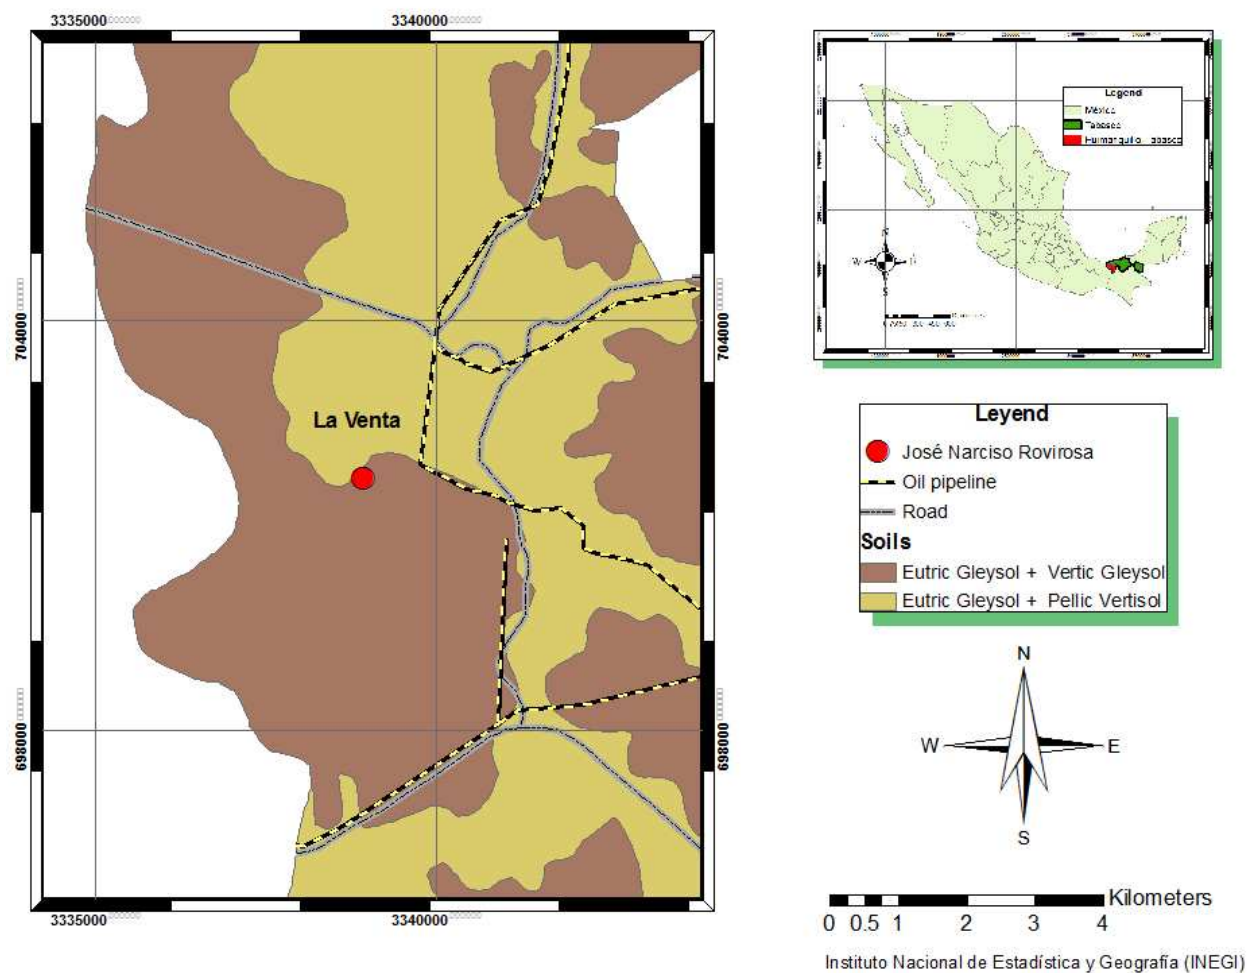 3335000
3340000
704000
704000
698000
698000
La Venta
3335000
3340000
Legend
México
Tabasco
Huimanguillo Tabasco
N
W
S
Leyend
José Narciso Rovirosa
Oil pipeline
Road
Soils
Eutric Gleysol + Vertic Gleysol
Eutric Gleysol + Pellic Vertisol
N
W
E
S
Kilometers
0 0.5 1 2 3 4
Instituto Nacional de Estadística y Geografía (INEGI)